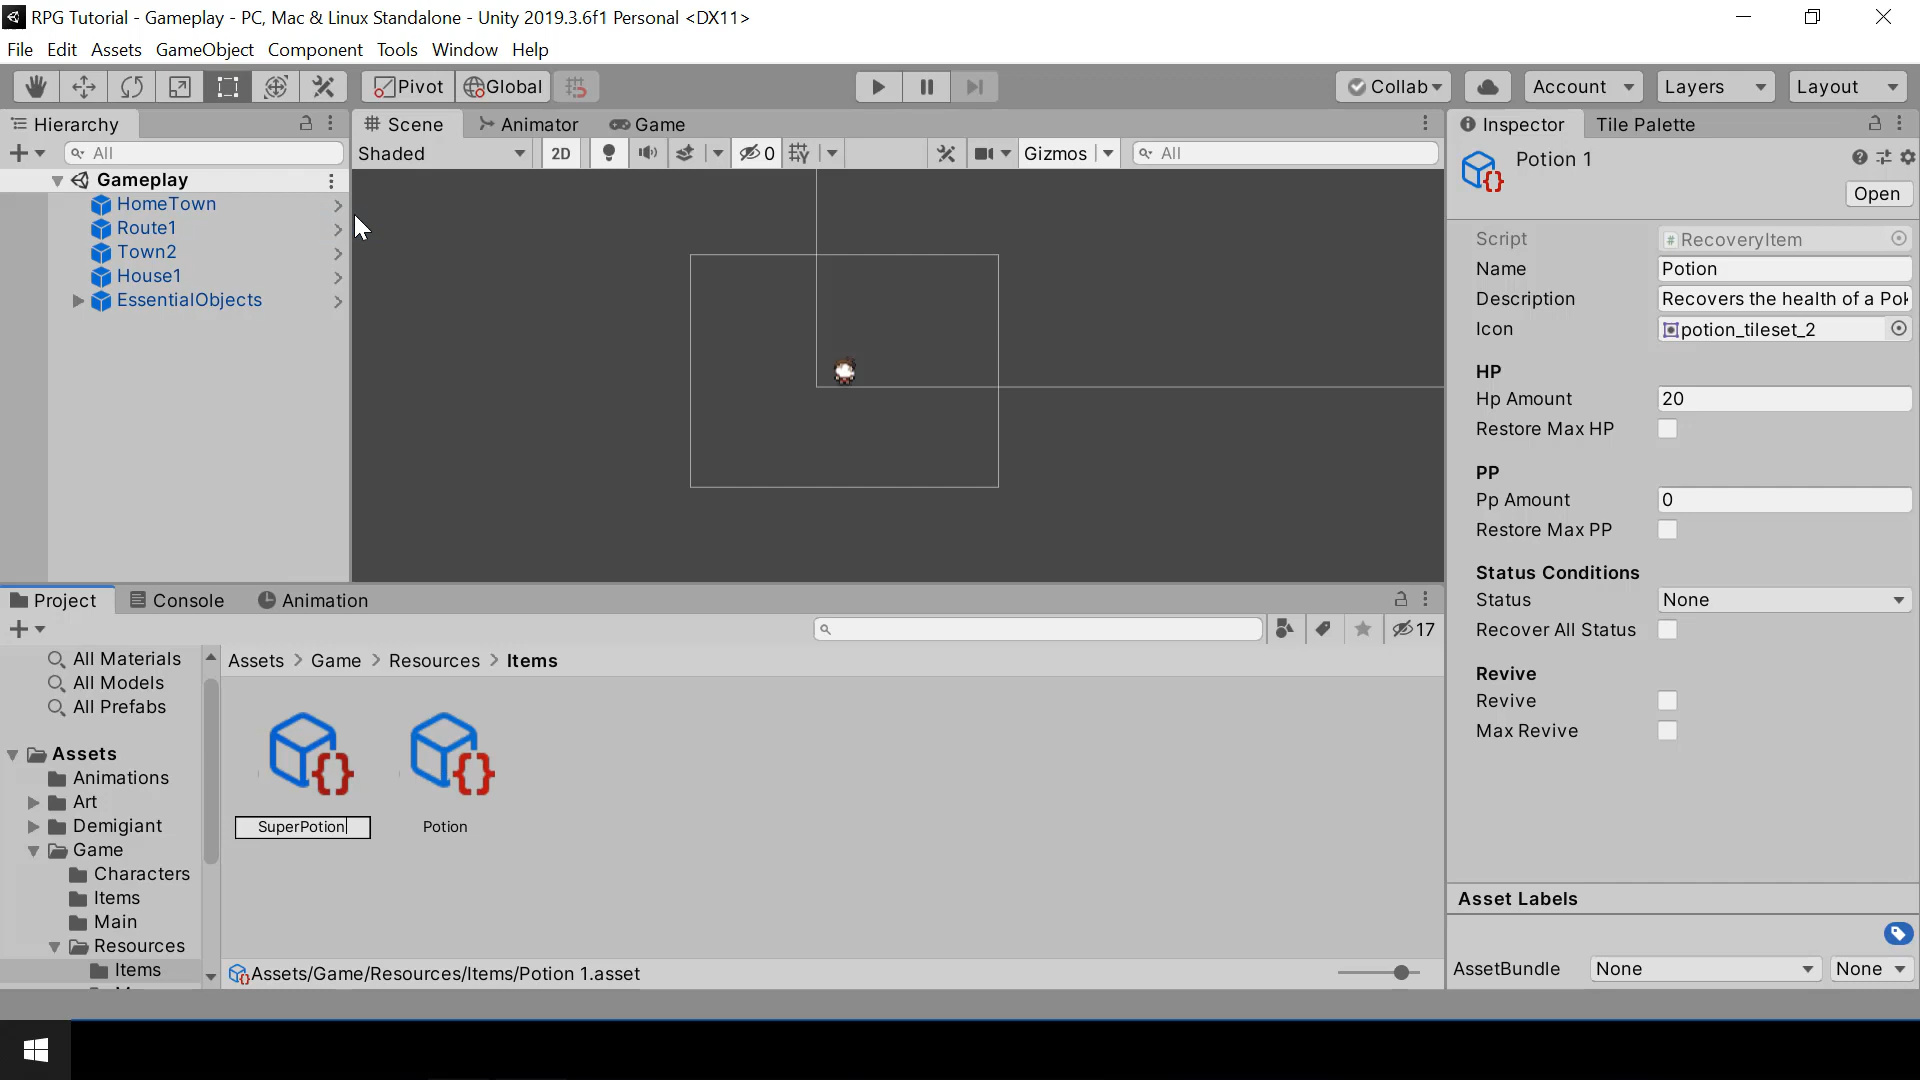 RPG Tutorial - Gameplay - PC, Mac & Linux Standalone - Unity 2019.3.6f1 Personal <DX11>
File Edit Assets GameObject Component Tools Window Help
Pivot Global Collab Account Layers Layout
Hierarchy
All
Gameplay
HomeTown
Route1
Town2
House1
EssentialObjects
Scene Animator Game
Shaded 2D 0 Gizmos All
Inspector Tile Palette
Potion 1
Open
Script RecoveryItem
Name Potion
Description Recovers the health of a Pok
Icon potion_tileset_2
HP
Hp Amount 20
Restore Max HP
PP
Pp Amount 0
Restore Max PP
Status Conditions
Status None
Recover All Status
Revive
Revive
Max Revive
Asset Labels
AssetBundle None None
Project Console Animation
17
All Materials
All Models
All Prefabs
Assets
Animations
Art
Demigiant
Game
Characters
Items
Main
Resources
Items
Assets > Game > Resources > Items
SuperPotion Potion
Assets/Game/Resources/Items/Potion 1.asset